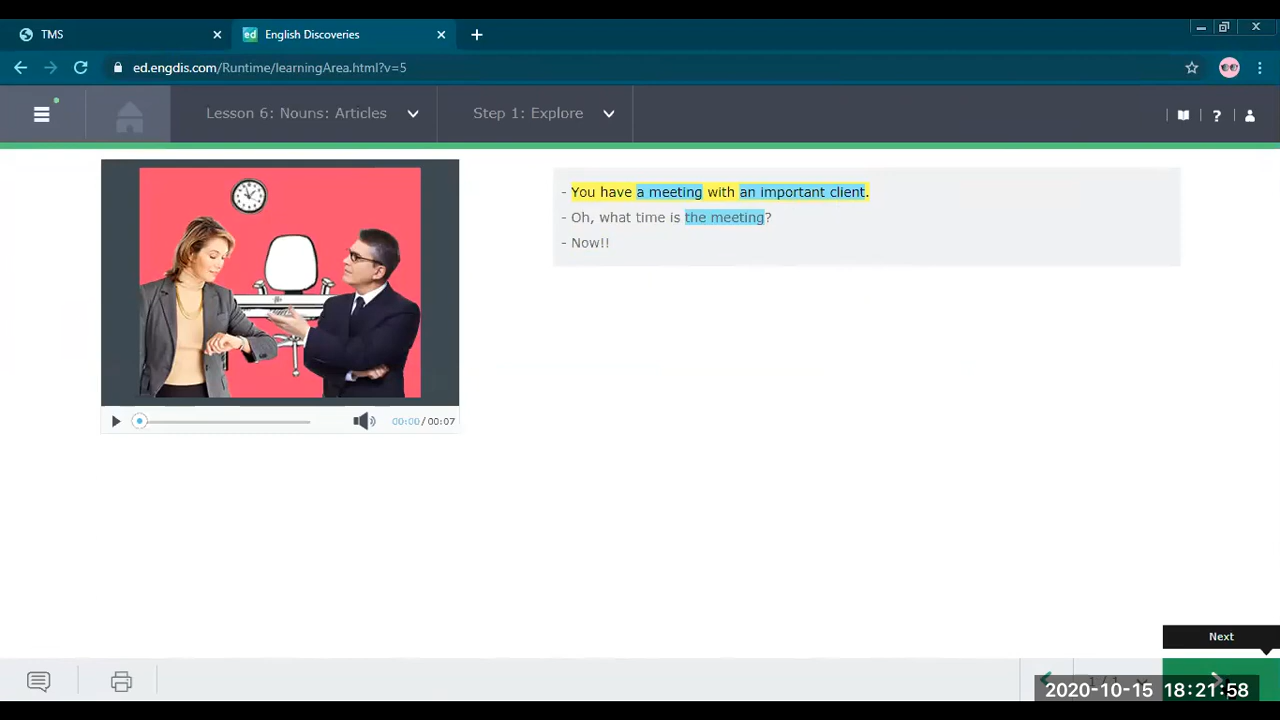 TMS
ed English Discoveries
ed.engdis.com/Runtime/learningArea.html?v=5
Lesson 6: Nouns: Articles
Step 1: Explore
?
- You have a meeting with an important client.
- Oh, what time is the meeting?
- Now!!
00:00/00:07
Next
2020-10-15 18:21:58